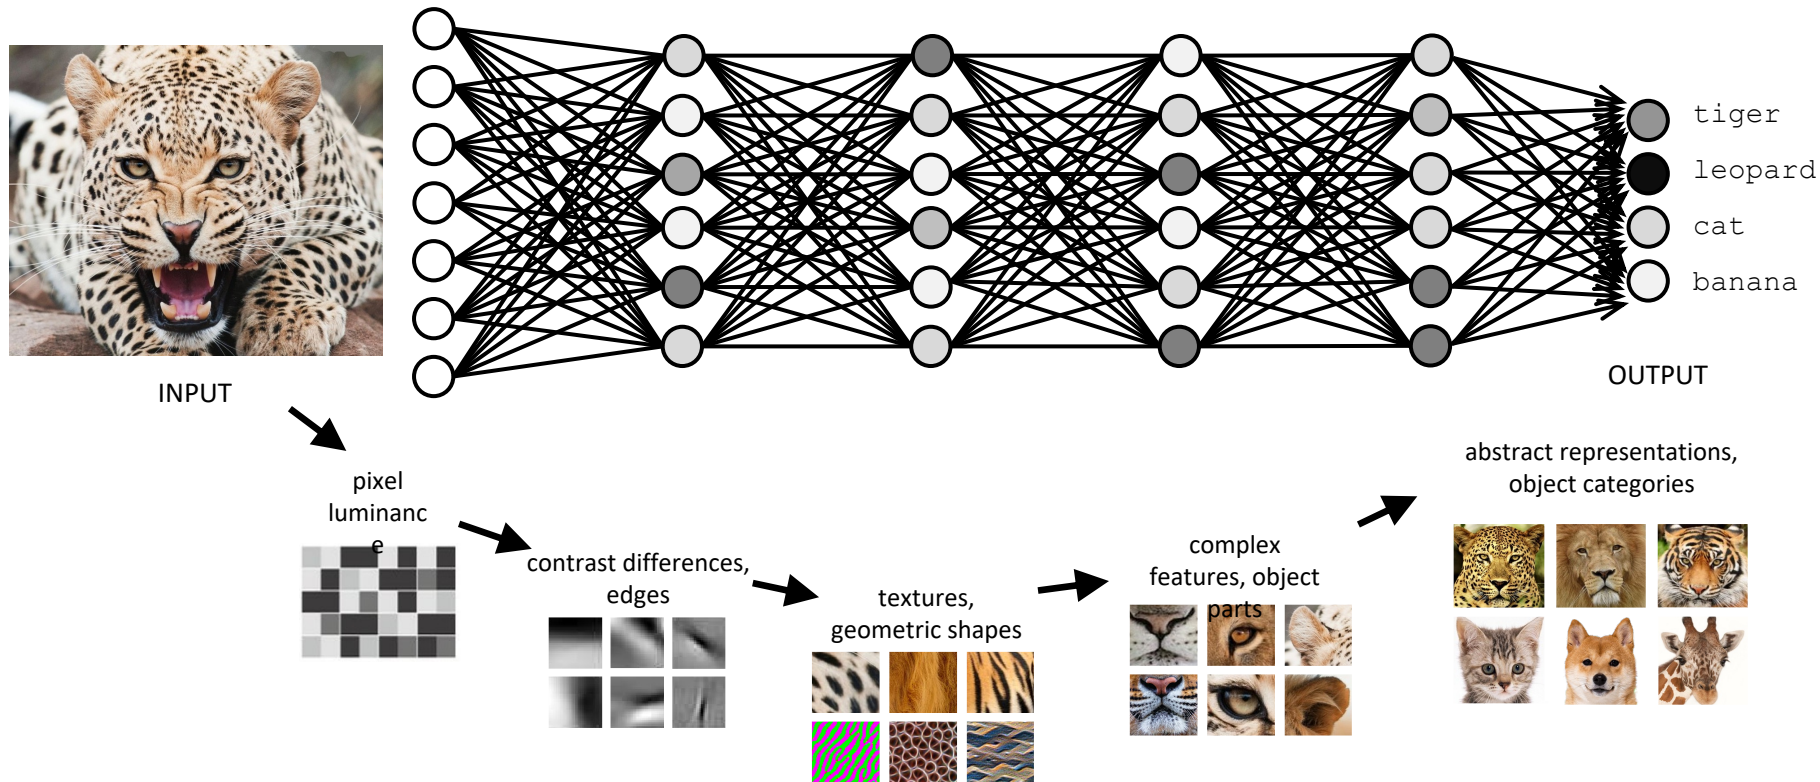 tiger
leopard
cat
banana
INPUT
OUTPUT
pixel
luminanc
e
contrast differences,
edges
textures,
geometric shapes
complex
features, object
parts
abstract representations,
object categories